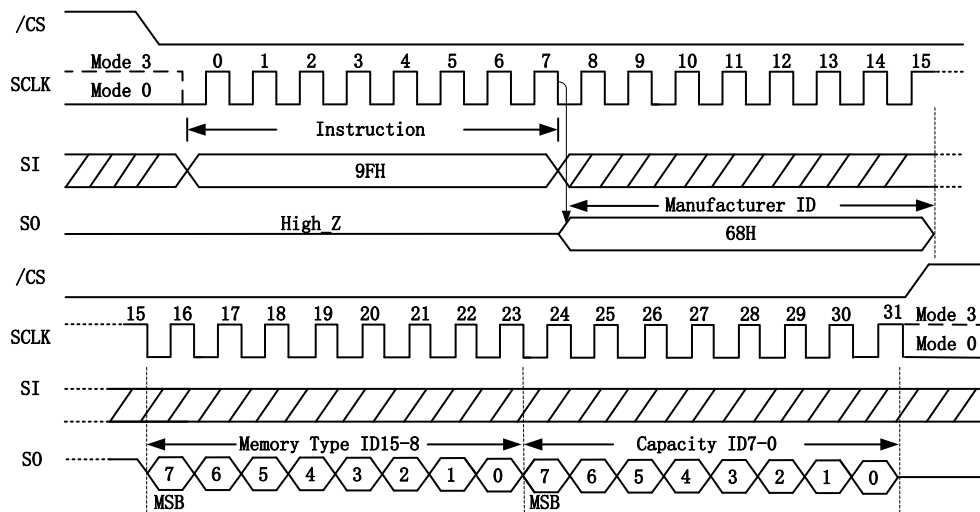 /CS
Mode 3 0 1 2 3 4 5 6 7 8 9 10 11 12 13 14 15
SCLK
Mode 0
Instruction
SI
9FH
Manufacturer ID
SO
High_Z
68H
/CS
15 16 17 18 19 20 21 22 23 24 25 26 27 28 29 30 31 Mode 3
SCLK
Mode 0
SI
Memory Type ID15-8 Capacity ID7-0
SO
7 6 5 4 3 2 1 0 7 6 5 4 3 2 1 0
MSB MSB